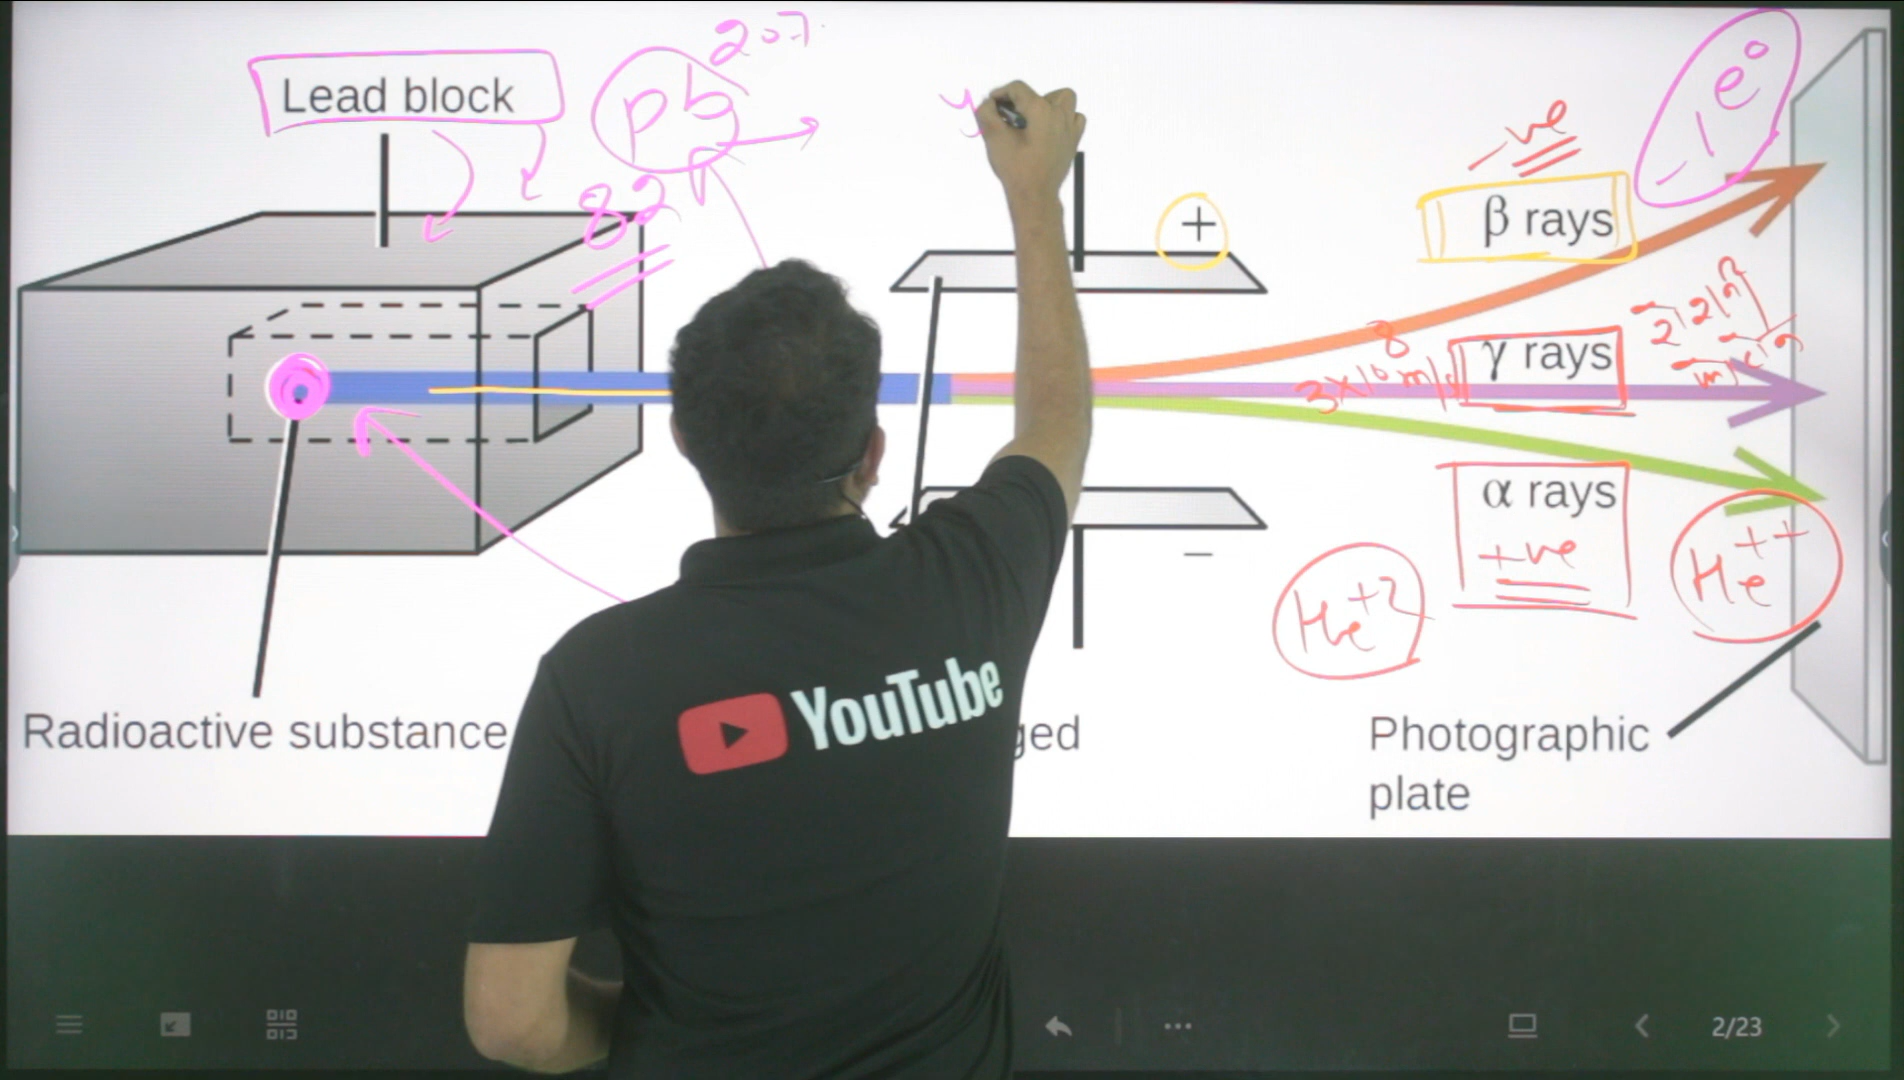 Lead block
pb
207
82
+
-ve
β rays
-1e⁰
3×10⁸ m/s
γ rays
α rays
+ve
He⁺²
He⁺⁺
−
Radioactive substance
ged
Photographic
plate
YouTube
2/23